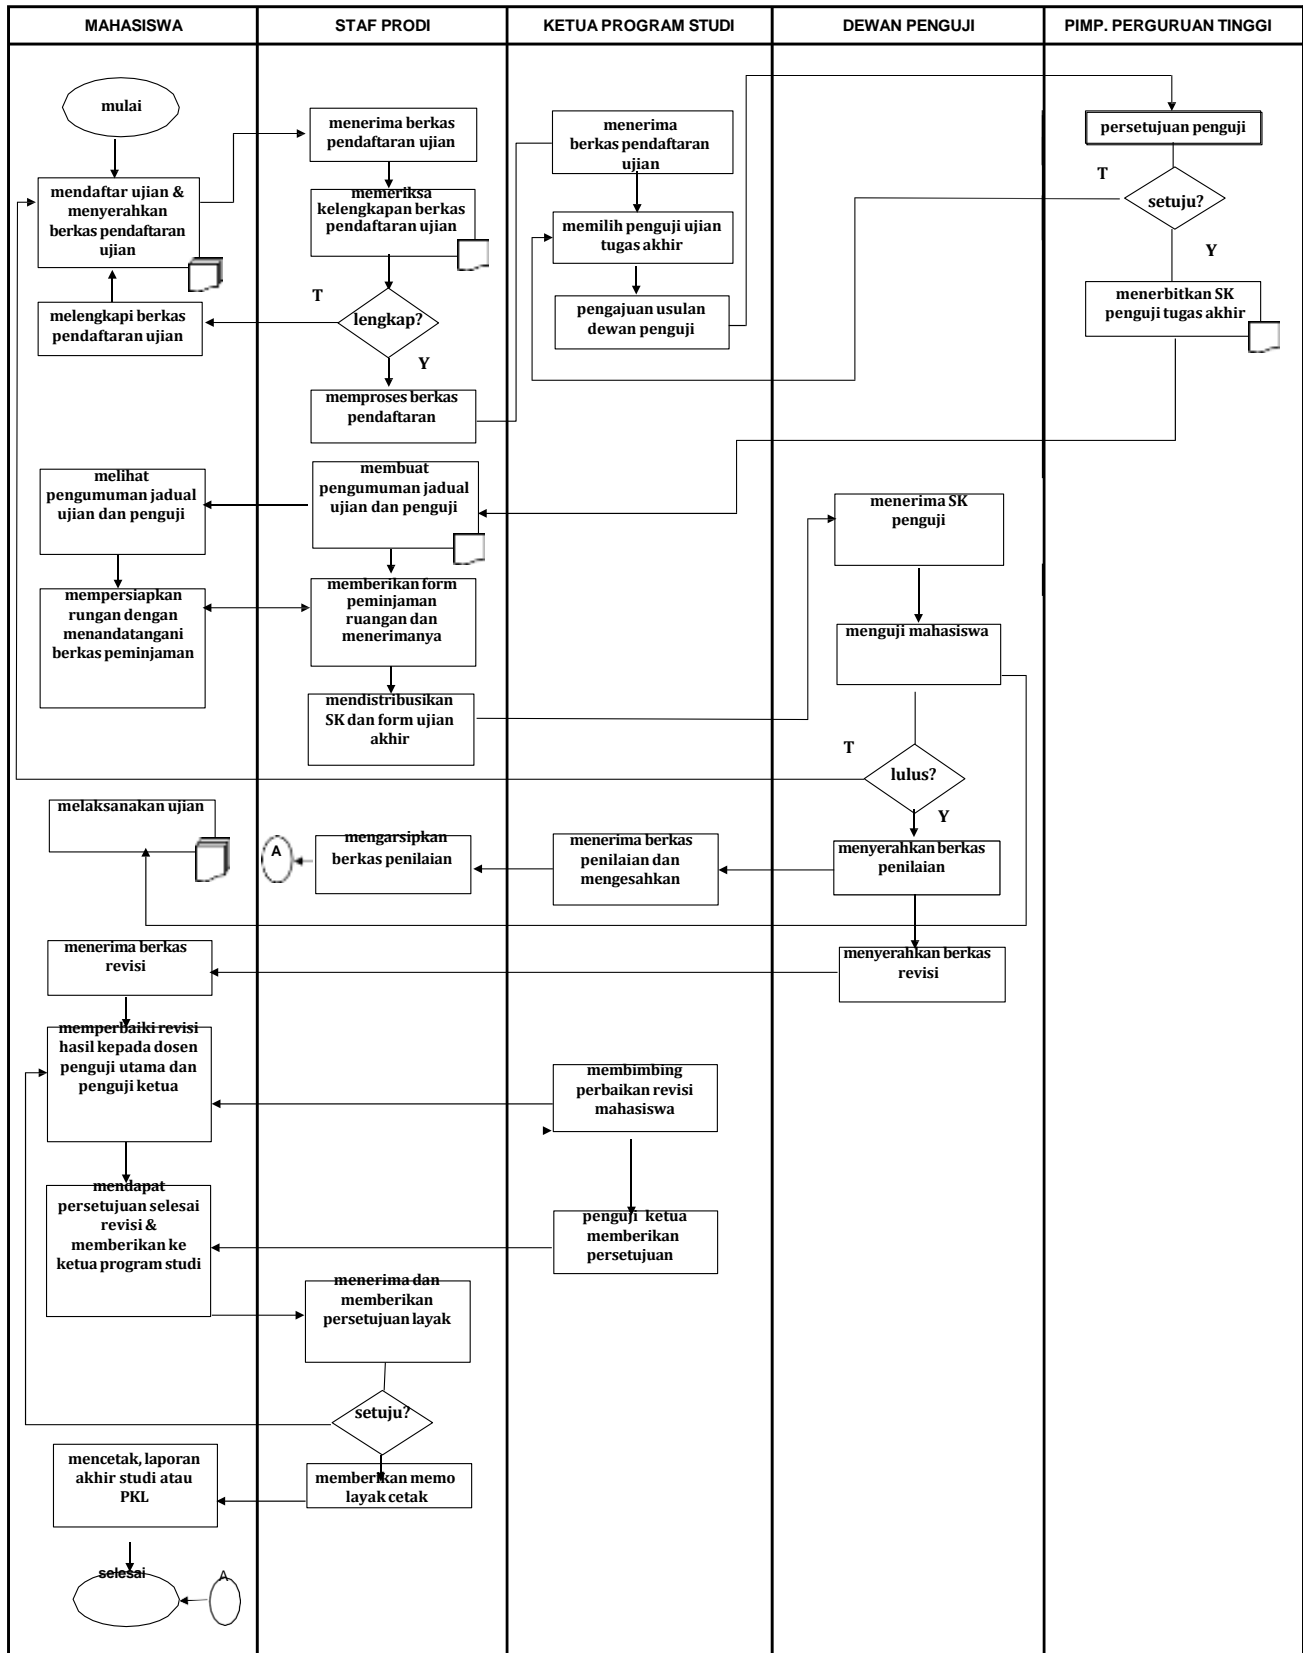 MAHASISWA
STAF PRODI
KETUA PROGRAM STUDI
DEWAN PENGUJI
PIMP. PERGURUAN TINGGI
mulai
menerima berkas
pendaftaran ujian
menerima
berkas pendaftaran
ujian
persetujuan penguji
mendaftar ujian &
menyerahkan
berkas pendaftaran
ujian
memeriksa
kelengkapan berkas
pendaftaran ujian
memilih penguji ujian
tugas akhir
T
setuju?
Y
melengkapi berkas
pendaftaran ujian
T
lengkap?
Y
pengajuan usulan
dewan penguji
menerbitkan SK
penguji tugas akhir
memproses berkas
pendaftaran
melihat
pengumuman jadual
ujian dan penguji
membuat
pengumuman jadual
ujian dan penguji
menerima SK
penguji
mempersiapkan
rungan dengan
menandatangani
berkas peminjaman
memberikan form
peminjaman
ruangan dan
menerimanya
menguji mahasiswa
mendistribusikan
SK dan form ujian
akhir
T
lulus?
Y
melaksanakan ujian
A
mengarsipkan
berkas penilaian
menerima berkas
penilaian dan
mengesahkan
menyerahkan berkas
penilaian
menerima berkas
revisi
menyerahkan berkas
revisi
memperbaiki revisi
hasil kepada dosen
penguji utama dan
penguji ketua
membimbing
perbaikan revisi
mahasiswa
mendapat
persetujuan selesai
revisi &
memberikan ke
ketua program studi
penguji ketua
memberikan
persetujuan
menerima dan
memberikan
persetujuan layak
setuju?
mencetak, laporan
akhir studi atau
PKL
memberikan memo
layak cetak
selesai
A